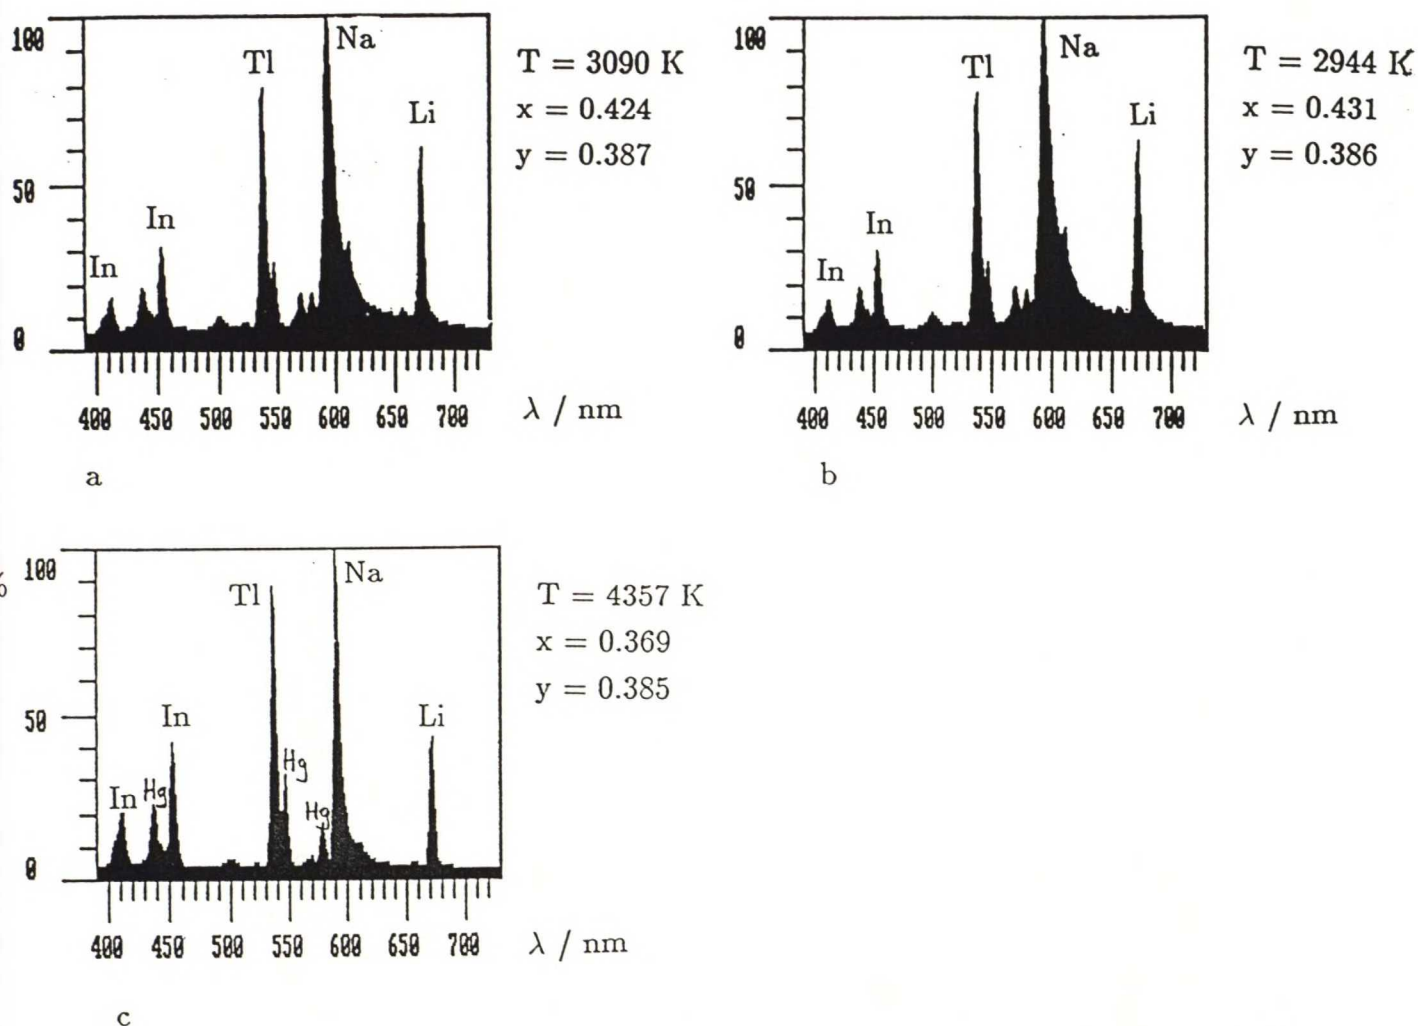 100
Tl
Na
Li
50
In
In
0
400 450 500 550 600 650 700
λ / nm
T = 3090 K
x = 0.424
y = 0.387
a
100
Tl
Na
Li
50
In
In
0
400 450 500 550 600 650 700
λ / nm
T = 2944 K
x = 0.431
y = 0.386
b
%
100
Tl
Na
50
In
Li
Hg
In
Hg
Hg
0
400 450 500 550 600 650 700
λ / nm
T = 4357 K
x = 0.369
y = 0.385
c